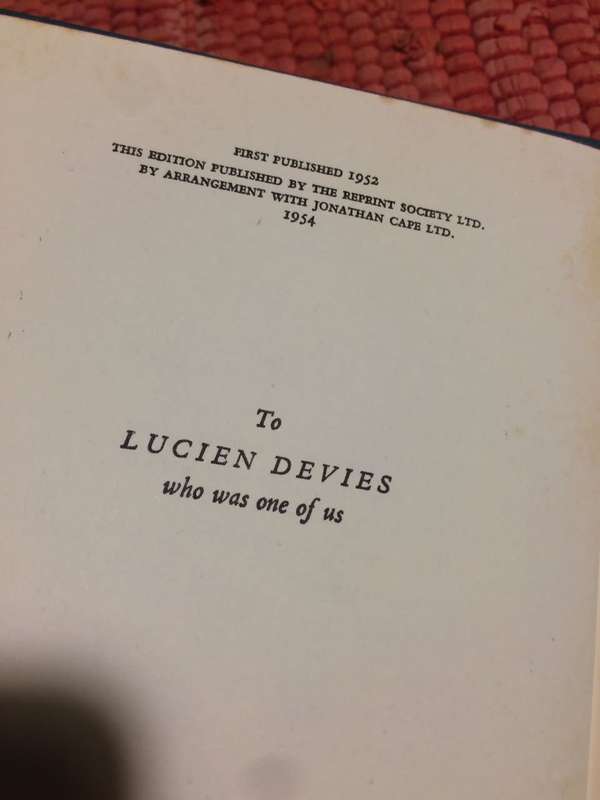 FIRST PUBLISHED 1952
THIS EDITION PUBLISHED BY THE REPRINT SOCIETY LTD.
BY ARRANGEMENT WITH JONATHAN CAPE LTD.
1954
To
LUCIEN DEVIES
who was one of us